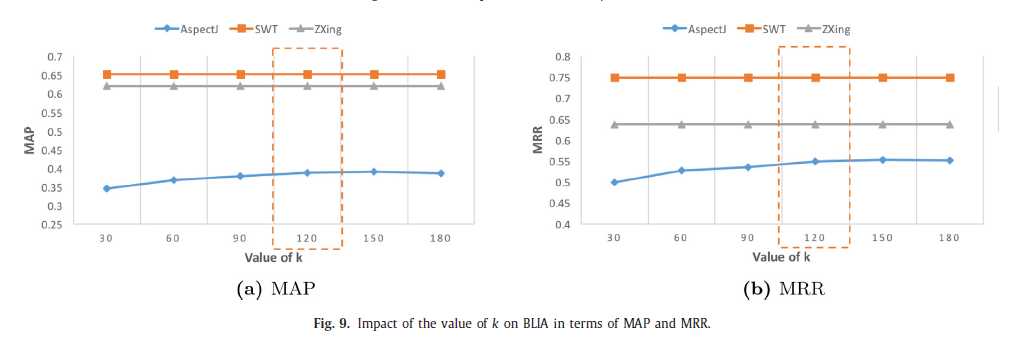 AspectJ SWT ZXing
0.7
0.65
0.6
0.55
0.5
0.45
0.4
0.35
0.3
0.25
MAP
30 60 90 120 150 180
Value of k
(a) MAP
AspectJ SWT ZXing
0.8
0.75
0.7
0.65
0.6
0.55
0.5
0.45
0.4
MRR
30 60 90 120 150 180
Value of k
(b) MRR
Fig. 9. Impact of the value of k on BLIA in terms of MAP and MRR.